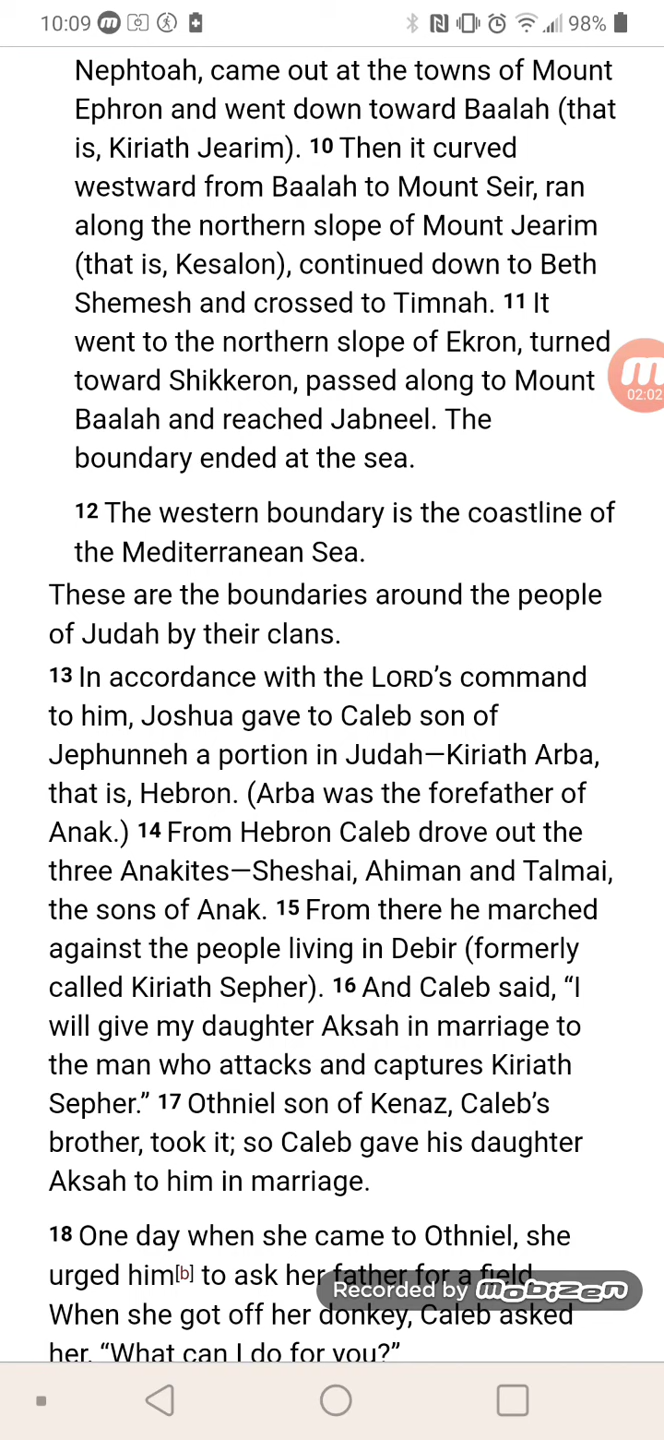 10:09
98%
Nephtoah, came out at the towns of Mount
Ephron and went down toward Baalah (that
is, Kiriath Jearim). 10 Then it curved
westward from Baalah to Mount Seir, ran
along the northern slope of Mount Jearim
(that is, Kesalon), continued down to Beth
Shemesh and crossed to Timnah. 11 It
went to the northern slope of Ekron, turned
toward Shikkeron, passed along to Mount
02:02
Baalah and reached Jabneel. The
boundary ended at the sea.
12 The western boundary is the coastline of
the Mediterranean Sea.
These are the boundaries around the people
of Judah by their clans.
13 In accordance with the LORD’s command
to him, Joshua gave to Caleb son of
Jephunneh a portion in Judah—Kiriath Arba,
that is, Hebron. (Arba was the forefather of
Anak.) 14 From Hebron Caleb drove out the
three Anakites—Sheshai, Ahiman and Talmai,
the sons of Anak. 15 From there he marched
against the people living in Debir (formerly
called Kiriath Sepher). 16 And Caleb said, “I
will give my daughter Aksah in marriage to
the man who attacks and captures Kiriath
Sepher.” 17 Othniel son of Kenaz, Caleb’s
brother, took it; so Caleb gave his daughter
Aksah to him in marriage.
18 One day when she came to Othniel, she
urged him[b] to ask her father for a field.
Recorded by mobizen
When she got off her donkey, Caleb asked
her, “What can I do for you?”